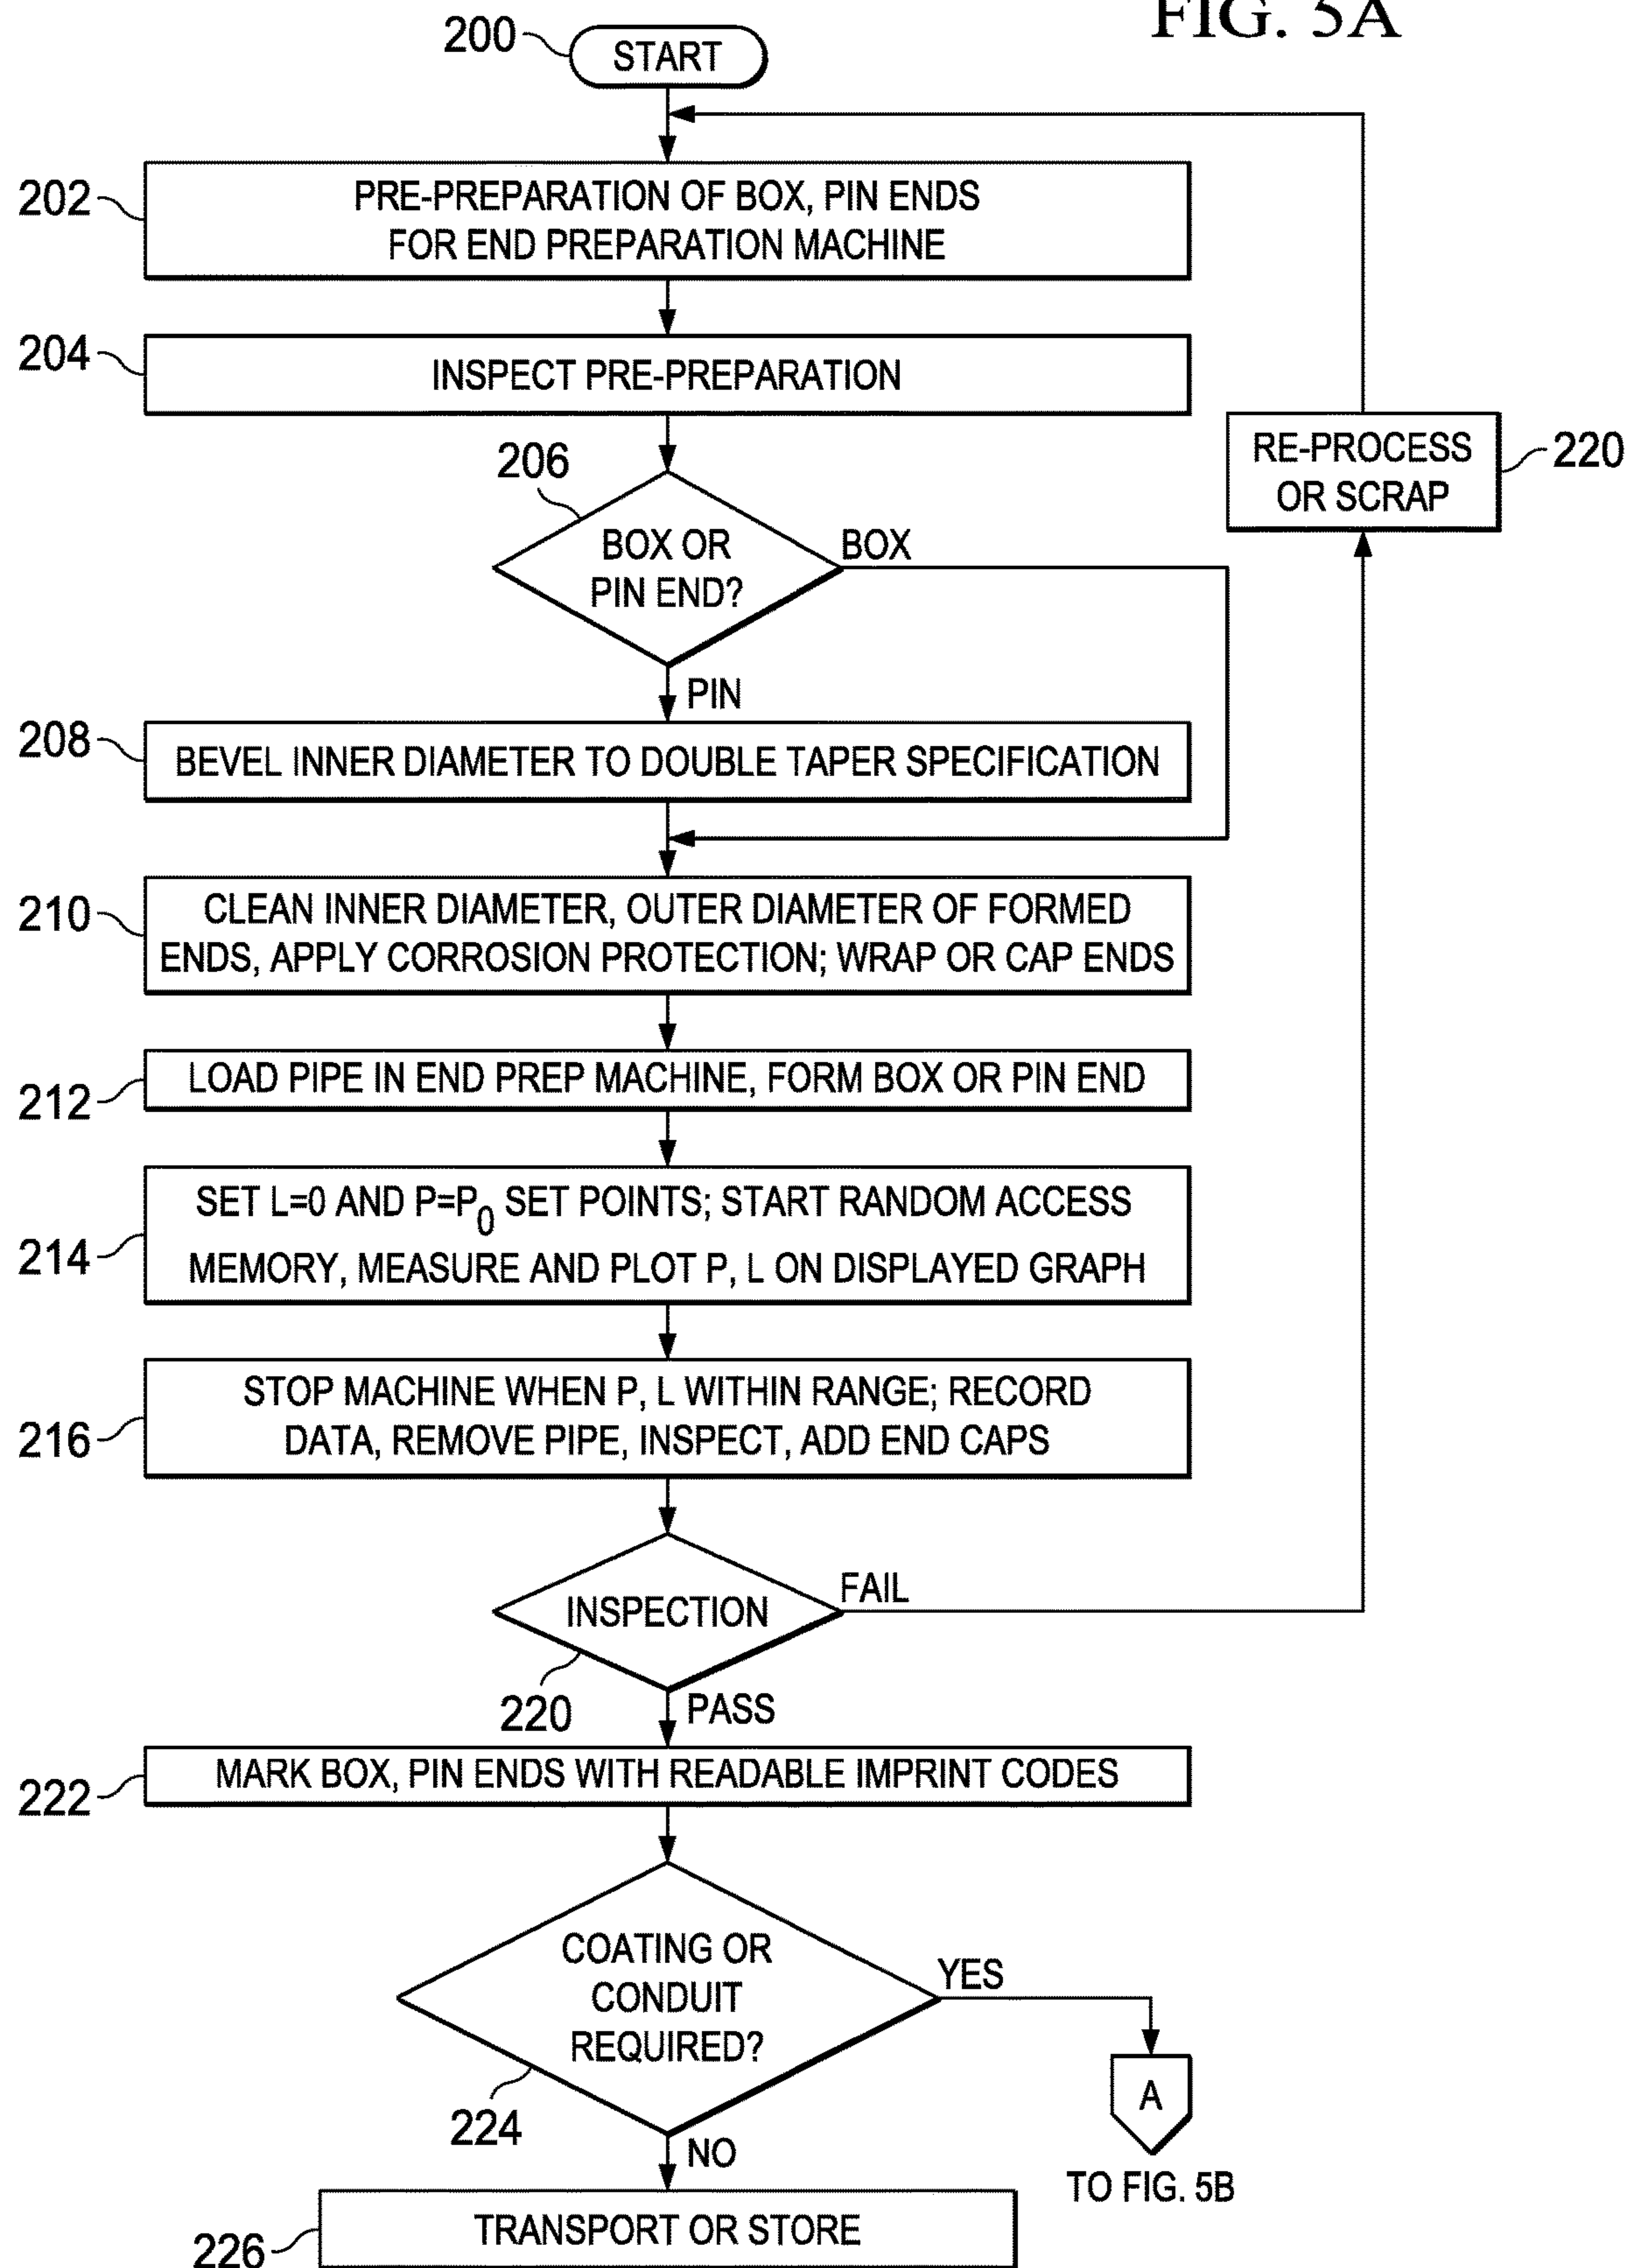 FIG. 5A
200
START
202
PRE-PREPARATION OF BOX, PIN ENDS
FOR END PREPARATION MACHINE
204
INSPECT PRE-PREPARATION
RE-PROCESS
OR SCRAP
220
206
BOX OR
PIN END?
BOX
PIN
208
BEVEL INNER DIAMETER TO DOUBLE TAPER SPECIFICATION
210
CLEAN INNER DIAMETER, OUTER DIAMETER OF FORMED
ENDS, APPLY CORROSION PROTECTION; WRAP OR CAP ENDS
212
LOAD PIPE IN END PREP MACHINE, FORM BOX OR PIN END
214
SET L=0 AND P=P0 SET POINTS; START RANDOM ACCESS
MEMORY, MEASURE AND PLOT P, L ON DISPLAYED GRAPH
216
STOP MACHINE WHEN P, L WITHIN RANGE; RECORD
DATA, REMOVE PIPE, INSPECT, ADD END CAPS
INSPECTION
FAIL
220
PASS
222
MARK BOX, PIN ENDS WITH READABLE IMPRINT CODES
COATING OR
CONDUIT
REQUIRED?
YES
224
NO
A
TO FIG. 5B
226
TRANSPORT OR STORE